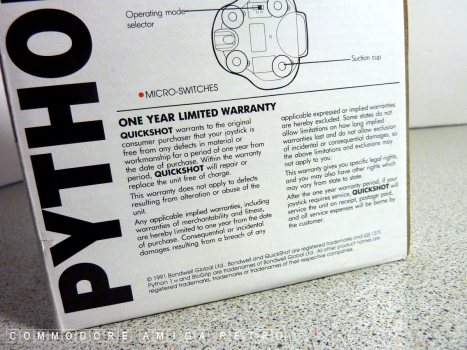 PYTHO
Operating mode
selector
Suction cup
• MICRO-SWITCHES
ONE YEAR LIMITED WARRANTY
QUICKSHOT warrants to the original
consumer purchaser that your joystick is
free from any defects in material or
workmanship for a period of one year from
the date of purchase. Within the warranty
period, QUICKSHOT will repair or
replace the unit free of charge.
This warranty does not apply to defects
resulting from alteration or abuse of the
unit.
Any applicable implied warranties, including
warranties of merchantability and fitness,
are hereby limited to one year from the date
of purchase. Consequential or incidental
damages resulting from a breach of any
applicable expressed or implied warranties
are hereby excluded. Some states do not
allow limitations on how long implied
warranties last and do not allow exclusion
of incidental or consequential damages, so
the above limitations and exclusions may
not apply to you.
This warranty gives you specific legal rights,
and you may also have other rights which
may vary from state to state.
After the one year warranty period, if your
joystick requires service, QUICKSHOT will
service the unit on receipt, postage paid,
and all service expenses will be borne by
the customer.
© 1991 Bondwell Global Ltd., Bondwell and QuickShot are registered trademarks and QS-137F,
Python 1 and BioGrip are trademarks of Bondwell Global Ltd. All other product names are
registered trademarks, trademarks or tradenames of their respective companies.
COMMODORE AMIGA RETRO